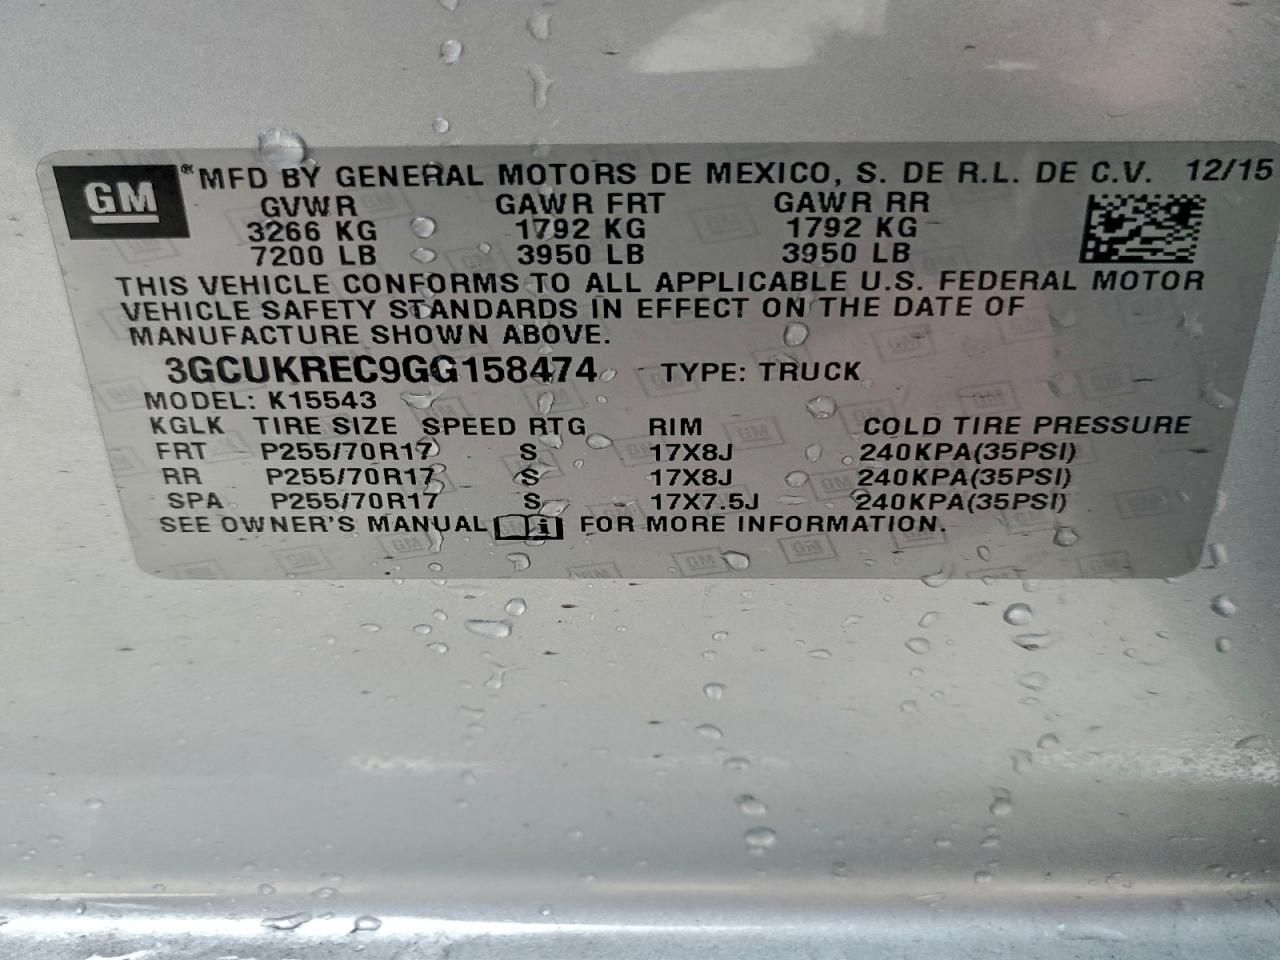 GM ® MFD BY GENERAL MOTORS DE MEXICO, S. DE R.L. DE C.V. 12/15
GVWR GAWR FRT GAWR RR
3266 KG 1792 KG 1792 KG
7200 LB 3950 LB 3950 LB
THIS VEHICLE CONFORMS TO ALL APPLICABLE U.S. FEDERAL MOTOR
VEHICLE SAFETY STANDARDS IN EFFECT ON THE DATE OF
MANUFACTURE SHOWN ABOVE.
3GCUKREC9GG158474 TYPE: TRUCK
MODEL: K15543
KGLK TIRE SIZE SPEED RTG RIM COLD TIRE PRESSURE
FRT P255/70R17 S 17X8J 240KPA(35PSI)
RR P255/70R17 S 17X8J 240KPA(35PSI)
SPA P255/70R17 S 17X7.5J 240KPA(35PSI)
SEE OWNER'S MANUAL i FOR MORE INFORMATION.